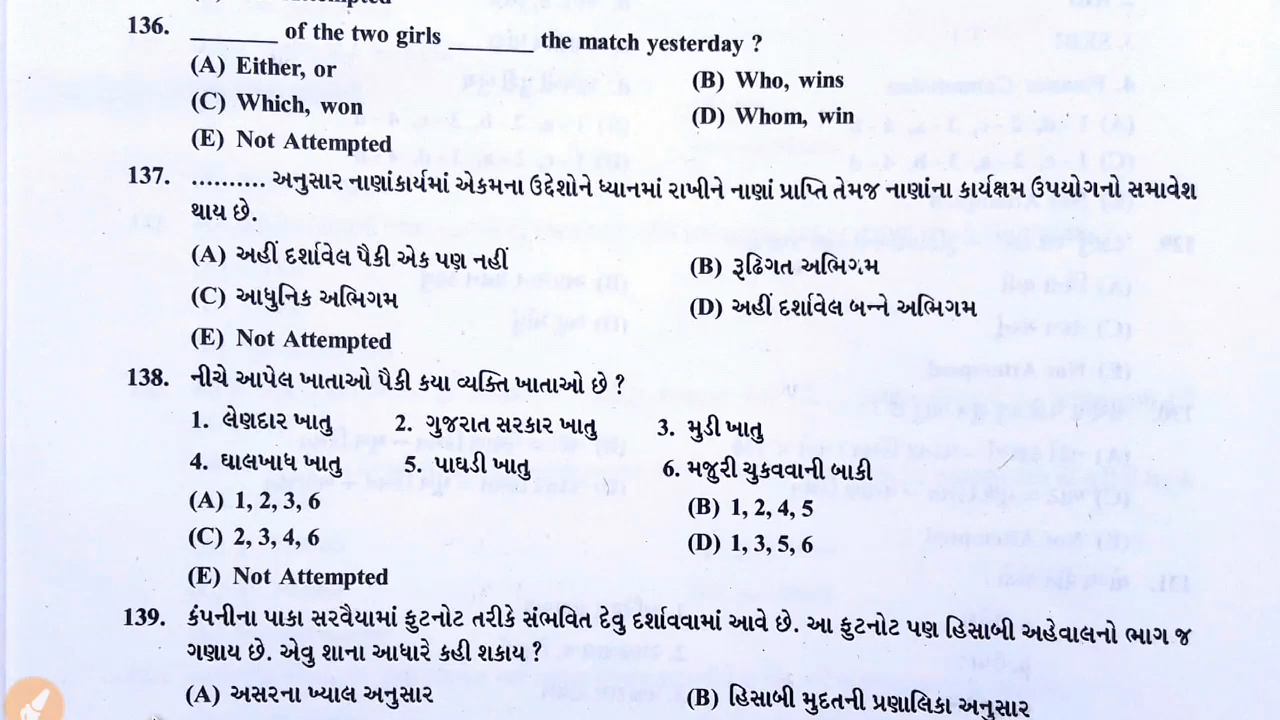 136. ________ of the two girls ________ the match yesterday ?
(A) Either, or
(B) Who, wins
(C) Which, won
(D) Whom, win
(E) Not Attempted
137. .......... અનુસાર નાણાંકાર્યમાં એકમના ઉદ્દેશોને ધ્યાનમાં રાખીને નાણાં પ્રાપ્તિ તેમજ નાણાંના કાર્યક્ષમ ઉપયોગનો સમાવેશ
થાય છે.
(A) અહીં દર્શાવેલ પૈકી એક પણ નહીં
(B) રૂઢિગત અભિગમ
(C) આધુનિક અભિગમ
(D) અહીં દર્શાવેલ બન્ને અભિગમ
(E) Not Attempted
138. નીચે આપેલ ખાતાઓ પૈકી કયા વ્યક્તિ ખાતાઓ છે ?
1. લેણદાર ખાતુ 2. ગુજરાત સરકાર ખાતુ 3. મુડી ખાતુ
4. ઘાલખાધ ખાતુ 5. પાઘડી ખાતુ 6. મજુરી ચુકવવાની બાકી
(A) 1, 2, 3, 6
(B) 1, 2, 4, 5
(C) 2, 3, 4, 6
(D) 1, 3, 5, 6
(E) Not Attempted
139. કંપનીના પાકા સરવૈયામાં ફુટનોટ તરીકે સંભવિત દેવુ દર્શાવવામાં આવે છે. આ ફુટનોટ પણ હિસાબી અહેવાલનો ભાગ જ
ગણાય છે. એવુ શાના આધારે કહી શકાય ?
(A) અસરના ખ્યાલ અનુસાર
(B) હિસાબી મુદતની પ્રણાલિકા અનુસાર